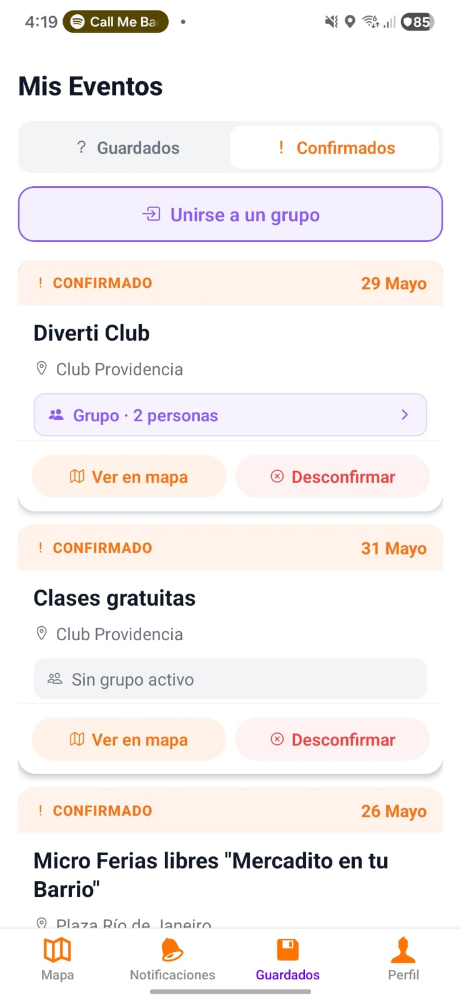 4:19 Call Me Ba 85
Mis Eventos
? Guardados
! Confirmados
Unirse a un grupo
! CONFIRMADO 29 Mayo
Diverti Club
Club Providencia
Grupo · 2 personas
Ver en mapa
Desconfirmar
! CONFIRMADO 31 Mayo
Clases gratuitas
Club Providencia
Sin grupo activo
Ver en mapa
Desconfirmar
! CONFIRMADO 26 Mayo
Micro Ferias libres "Mercadito en tu
Barrio"
Plaza Río de Janeiro
Mapa
Notificaciones
Guardados
Perfil